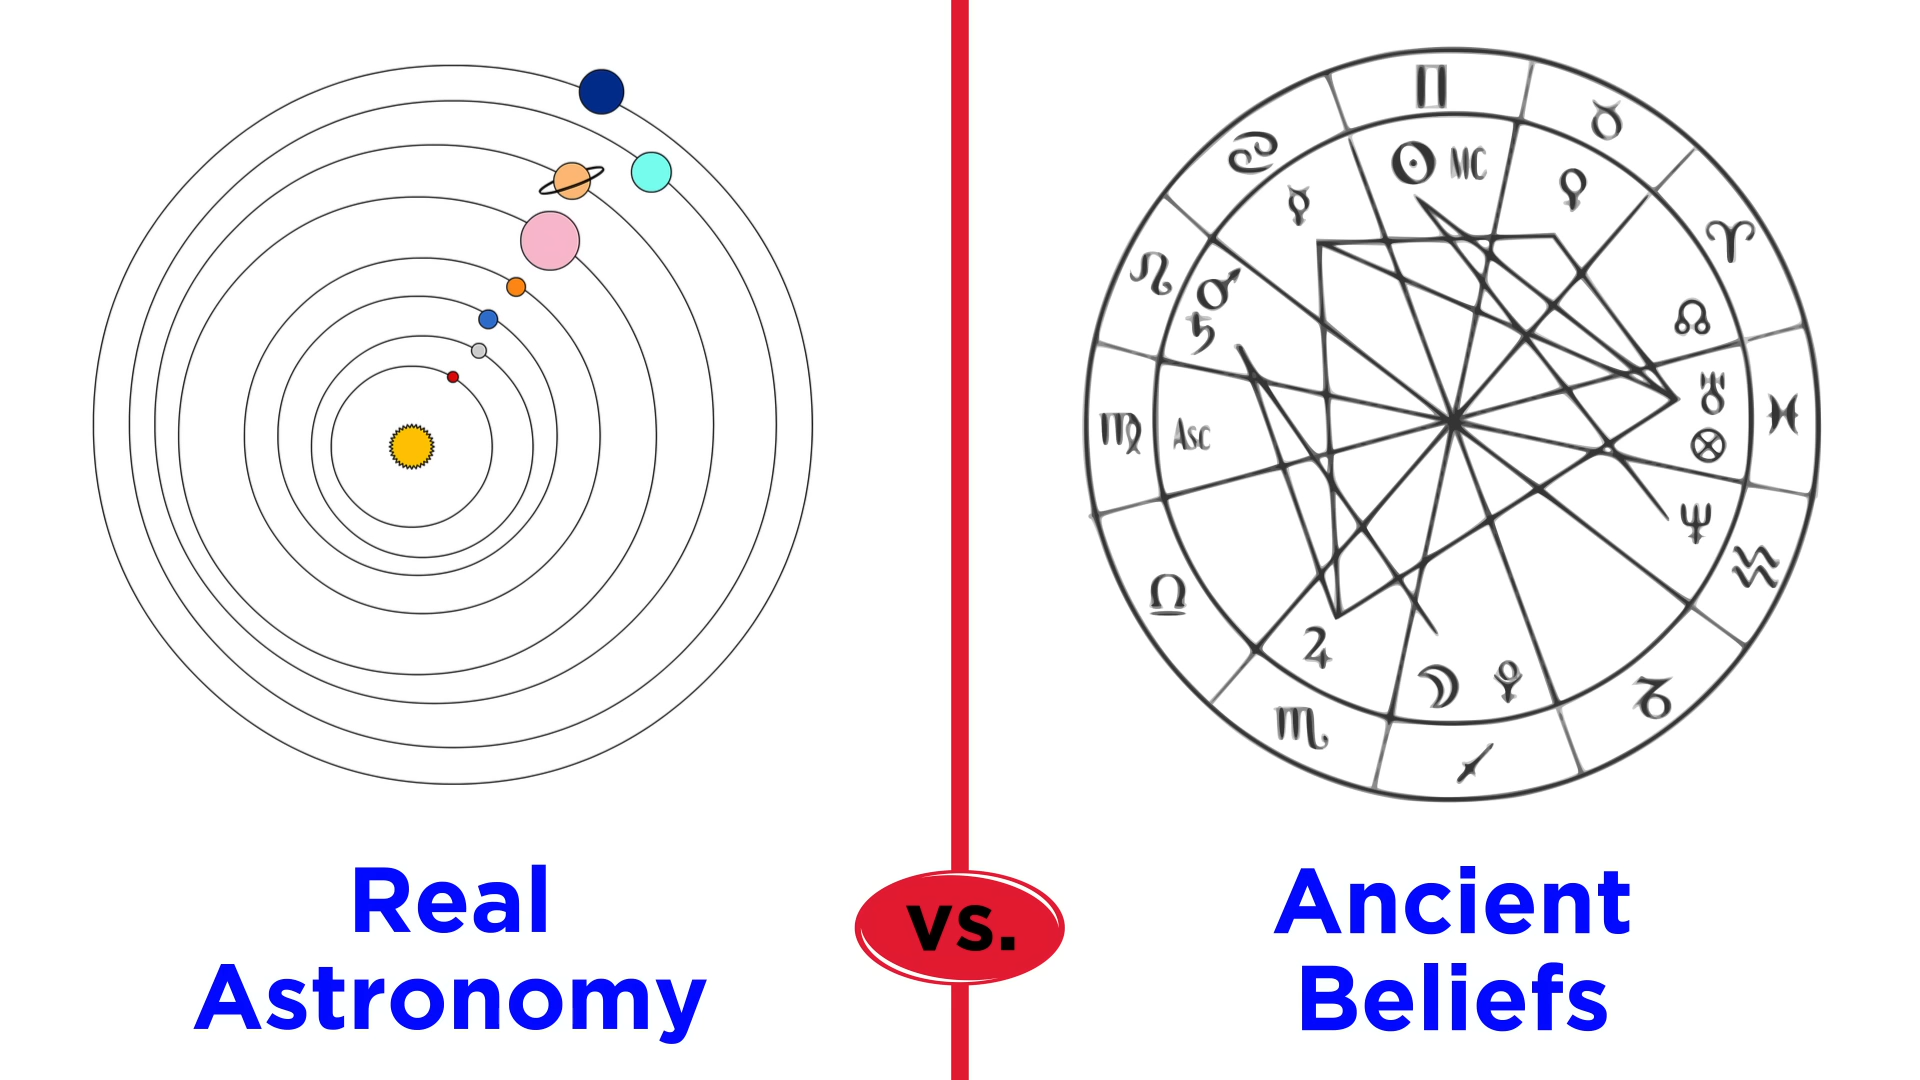 MC
Asc
Real
Astronomy
vs.
Ancient
Beliefs